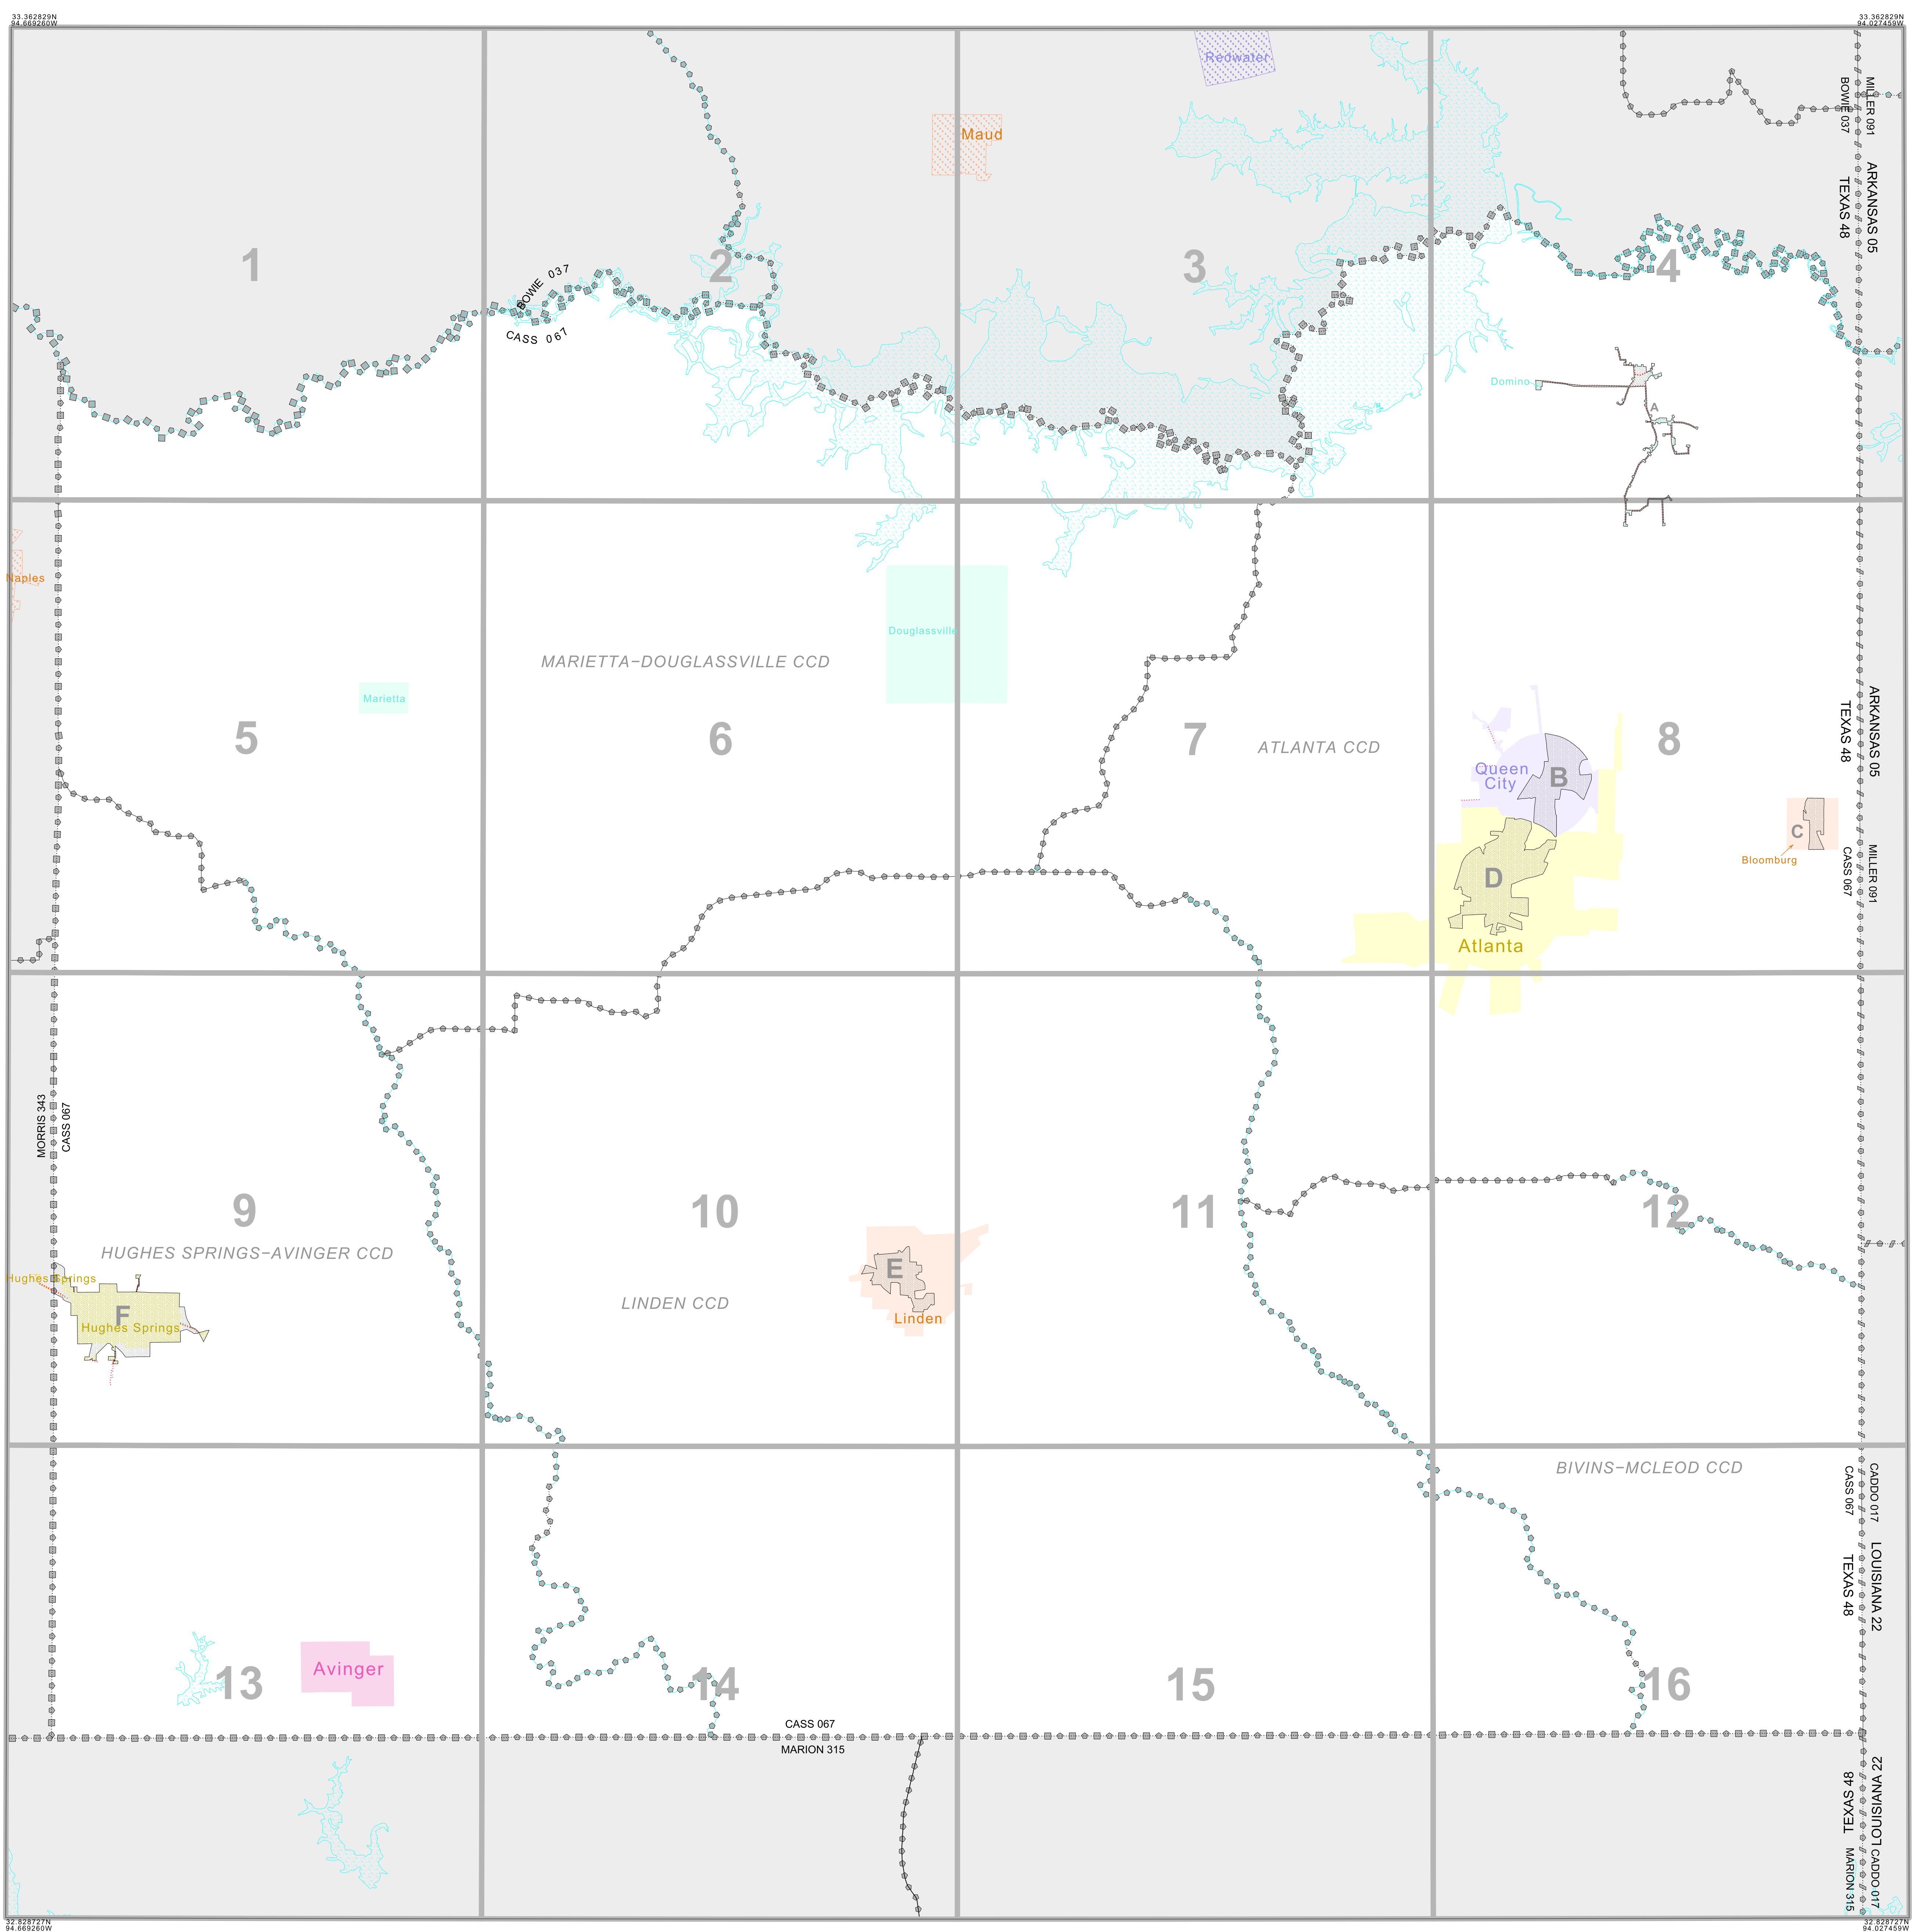 33.362829N
94.669260W
33.362829N
94.027459W
Redwater
Maud
MILLER 091
BOWIE 037
ARKANSAS 05
TEXAS 48
1
2
3
4
BOWIE 037
CASS 067
Domino
A
Naples
Douglassville
MARIETTA-DOUGLASSVILLE CCD
Marietta
5
6
7
8
ATLANTA CCD
ARKANSAS 05
TEXAS 48
Queen
City
B
C
Bloomburg
D
Atlanta
MILLER 091
CASS 067
MORRIS 343
CASS 067
9
10
11
12
HUGHES SPRINGS-AVINGER CCD
Hughes Springs
F
Hughes Springs
LINDEN CCD
E
Linden
BIVINS-MCLEOD CCD
CADDO 017
CASS 067
LOUISIANA 22
TEXAS 48
13
Avinger
14
15
16
CASS 067
MARION 315
LOUISIANA 22
TEXAS 48
CADDO 017
MARION 315
32.828727N
94.669260W
32.828727N
94.027459W